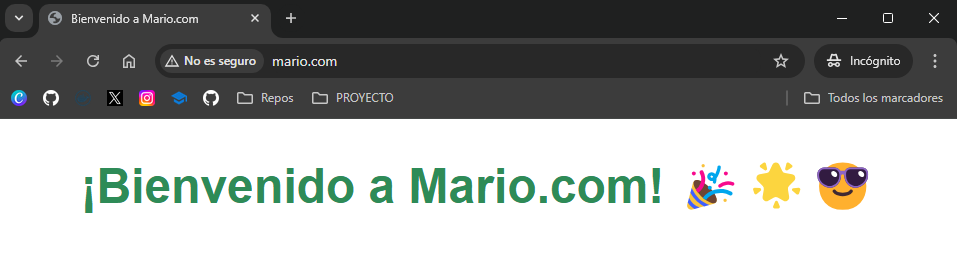 Bienvenido a Mario.com
No es seguro mario.com Incógnito
Repos PROYECTO Todos los marcadores
¡Bienvenido a Mario.com! 🎉 🌟 😎